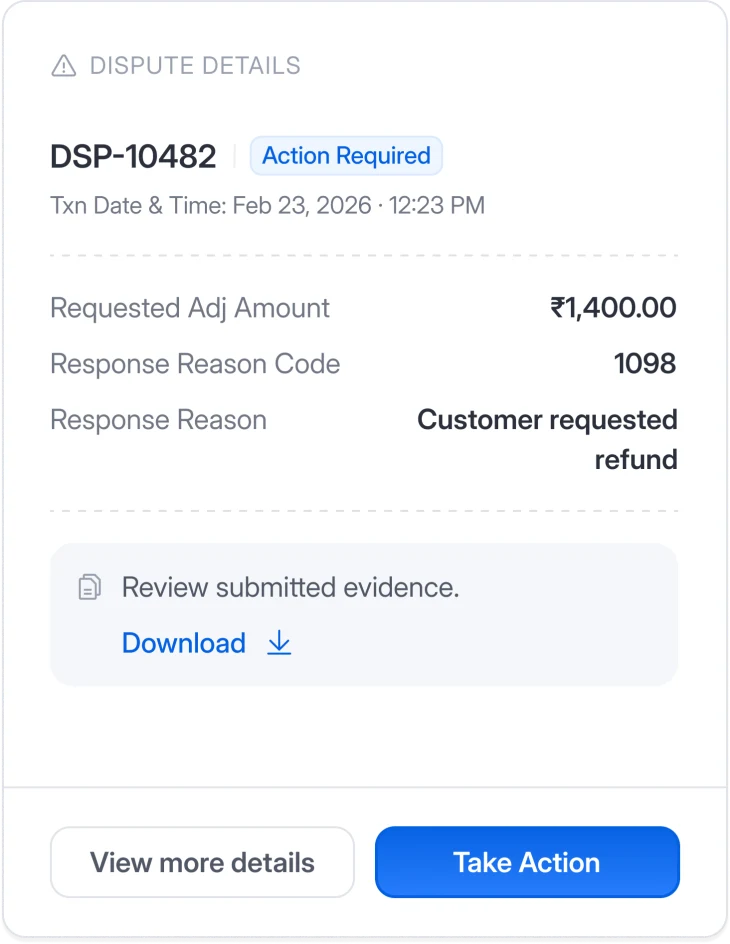 DISPUTE DETAILS
DSP-10482
Action Required
Txn Date & Time: Feb 23, 2026 · 12:23 PM
Requested Adj Amount ₹1,400.00
Response Reason Code 1098
Response Reason Customer requested
refund
Review submitted evidence.
Download
View more details
Take Action